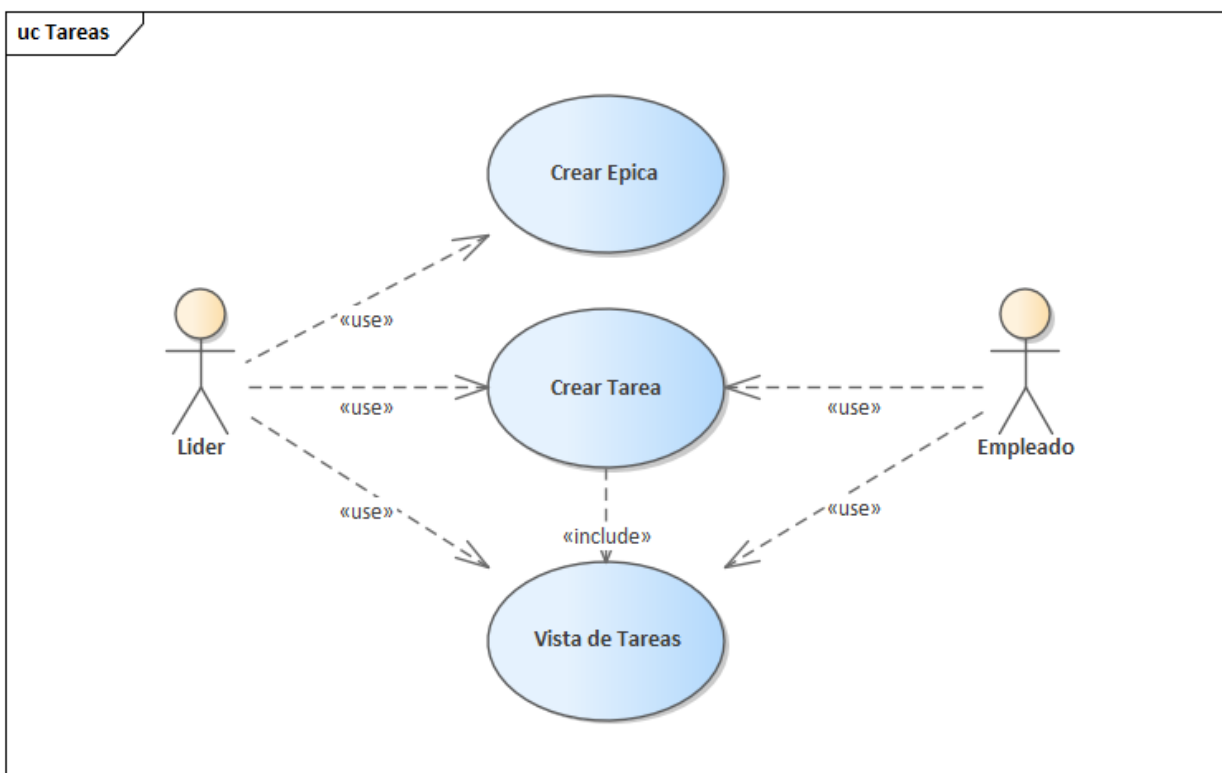 uc Tareas
Crear Epica
«use»
Crear Tarea
«use»
«use»
Lider
Empleado
«use»
«use»
«include»
Vista de Tareas